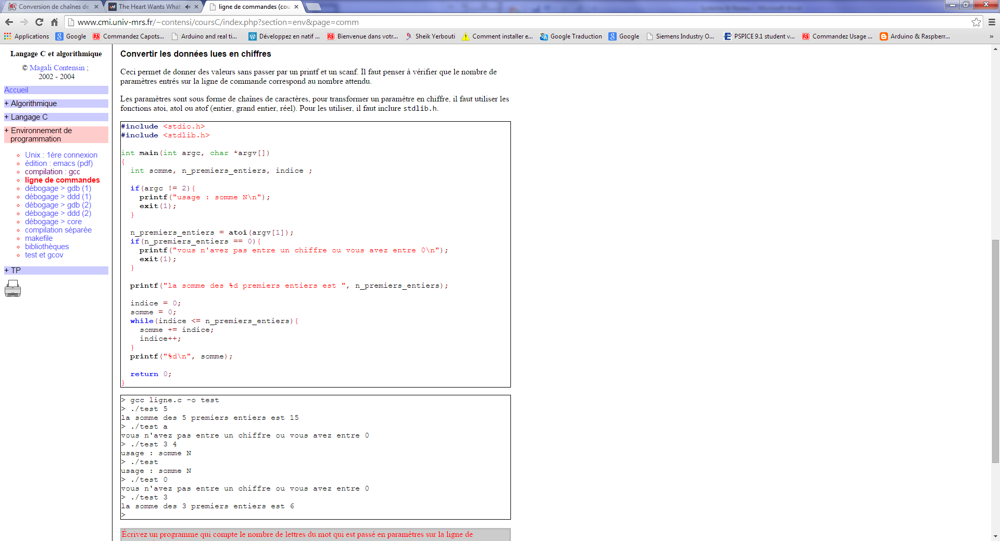 Conversion de chaînes de
The Heart Wants What
ligne de commandes (cou
www.cmi.univ-mrs.fr/~contensi/coursC/index.php?section=env&page=comm
Applications
Google
Commandez Capots...
Arduino and real ti...
Développez en natif ...
Bienvenue dans votr...
Sheik Yerbouti
Comment installer e...
Google Traduction
Google
Siemens Industry O...
PSPICE 9.1 student v...
Commandez Usage ...
Arduino & Raspberr...
»
Langage C et algorithmique
© Magali Contensin ;
2002 - 2004
Accueil
+ Algorithmique
+ Langage C
+ Environnement de
programmation
Unix : 1ère connexion
édition : emacs (pdf)
compilation : gcc
ligne de commandes
débogage > gdb (1)
débogage > ddd (1)
débogage > gdb (2)
débogage > ddd (2)
débogage > core
compilation séparée
makefile
bibliothèques
test et gcov
+ TP
Convertir les données lues en chiffres
Ceci permet de donner des valeurs sans passer par un printf et un scanf. Il faut penser à vérifier que le nombre de
paramètres entrés sur la ligne de commande correspond au nombre attendu.
Les paramètres sont sous forme de chaînes de caractères, pour transformer un paramètre en chiffre, il faut utiliser les
fonctions atoi, atol ou atof (entier, grand entier, réel). Pour les utiliser, il faut inclure stdlib.h.
#include <stdio.h>
#include <stdlib.h>
int main(int argc, char *argv[])
{
int somme, n_premiers_entiers, indice ;
if(argc != 2){
printf("usage : somme N\n");
exit(1);
}
n_premiers_entiers = atoi(argv[1]);
if(n_premiers_entiers == 0){
printf("vous n'avez pas entre un chiffre ou vous avez entre 0\n");
exit(1);
}
printf("la somme des %d premiers entiers est ", n_premiers_entiers);
indice = 0;
somme = 0;
while(indice <= n_premiers_entiers){
somme += indice;
indice++;
}
printf("%d\n", somme);
return 0;
}
> gcc ligne.c -o test
> ./test 5
la somme des 5 premiers entiers est 15
> ./test a
vous n'avez pas entre un chiffre ou vous avez entre 0
> ./test 3 4
usage : somme N
> ./test
usage : somme N
> ./test 0
vous n'avez pas entre un chiffre ou vous avez entre 0
> ./test 3
la somme des 3 premiers entiers est 6
>
Écrivez un programme qui compte le nombre de lettres du mot qui est passé en paramètres sur la ligne de